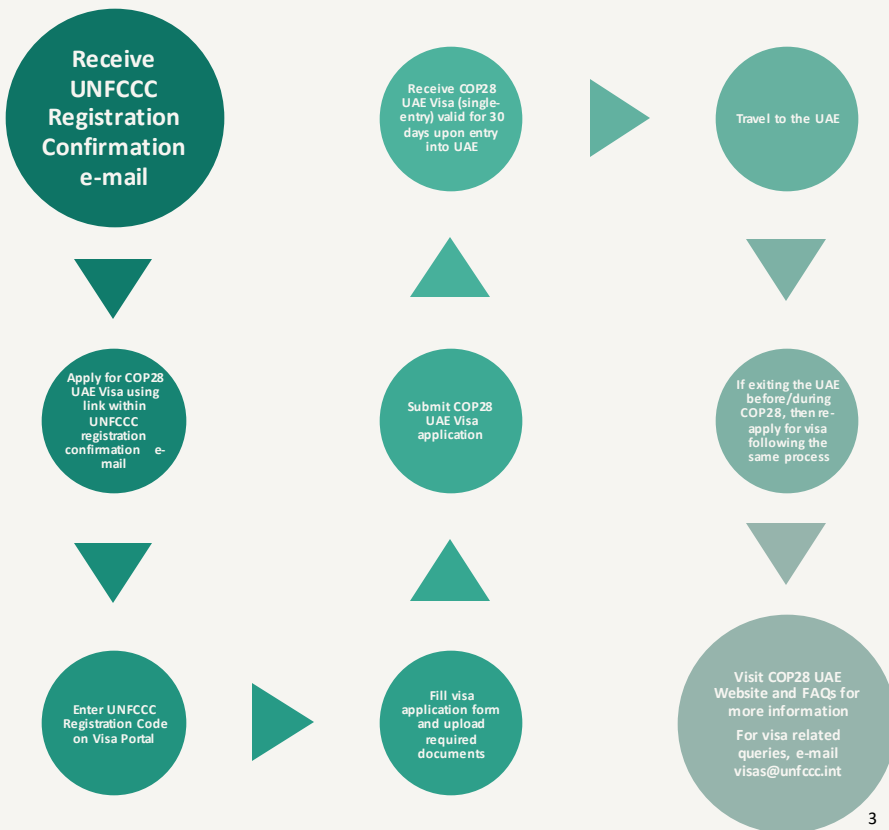 Receive
UNFCCC
Registration
Confirmation
e-mail
Apply for COP28
UAE Visa using
link within
UNFCCC
registration
confirmation e-
mail
Enter UNFCCC
Registration Code
on Visa Portal
Fill visa
application form
and upload
required
documents
Submit COP28
UAE Visa
application
Receive COP28
UAE Visa (single-
entry) valid for 30
days upon entry
into UAE
Travel to the UAE
If exiting the UAE
before/during
COP28, then re-
apply for visa
following the
same process
Visit COP28 UAE
Website and FAQs for
more information
For visa related
queries, e-mail
visas@unfccc.int
3